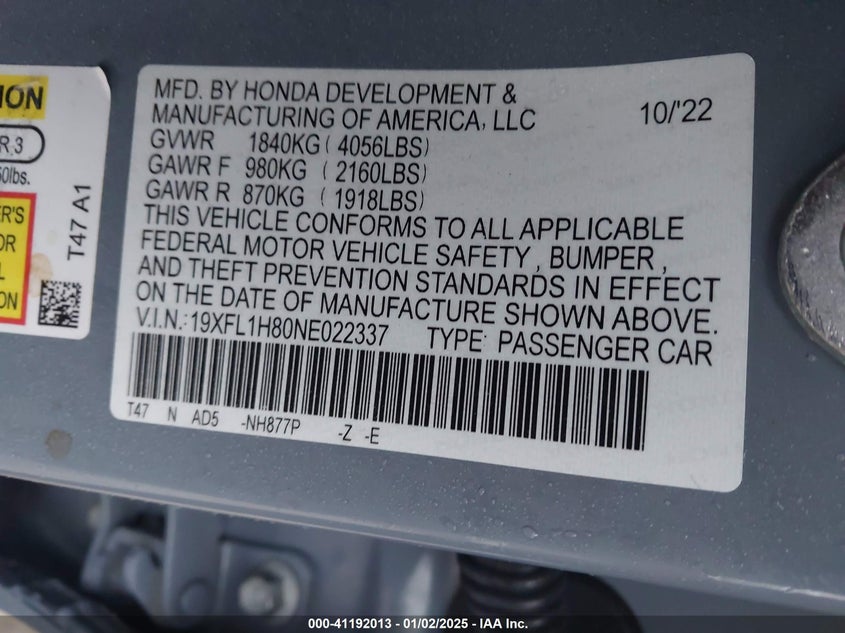 MFD. BY HONDA DEVELOPMENT &
MANUFACTURING OF AMERICA, LLC 10/'22
GVWR 1840KG ( 4056LBS)
GAWR F 980KG ( 2160LBS)
GAWR R 870KG ( 1918LBS)
THIS VEHICLE CONFORMS TO ALL APPLICABLE
FEDERAL MOTOR VEHICLE SAFETY , BUMPER ,
AND THEFT PREVENTION STANDARDS IN EFFECT
ON THE DATE OF MANUFACTURE SHOWN ABOVE.
V.I.N.:19XFL1H80NE022337 TYPE: PASSENGER CAR
T47 N AD5 -NH877P -Z -E
T47 A1
000-41192013 - 01/02/2025 - © IAA Inc.